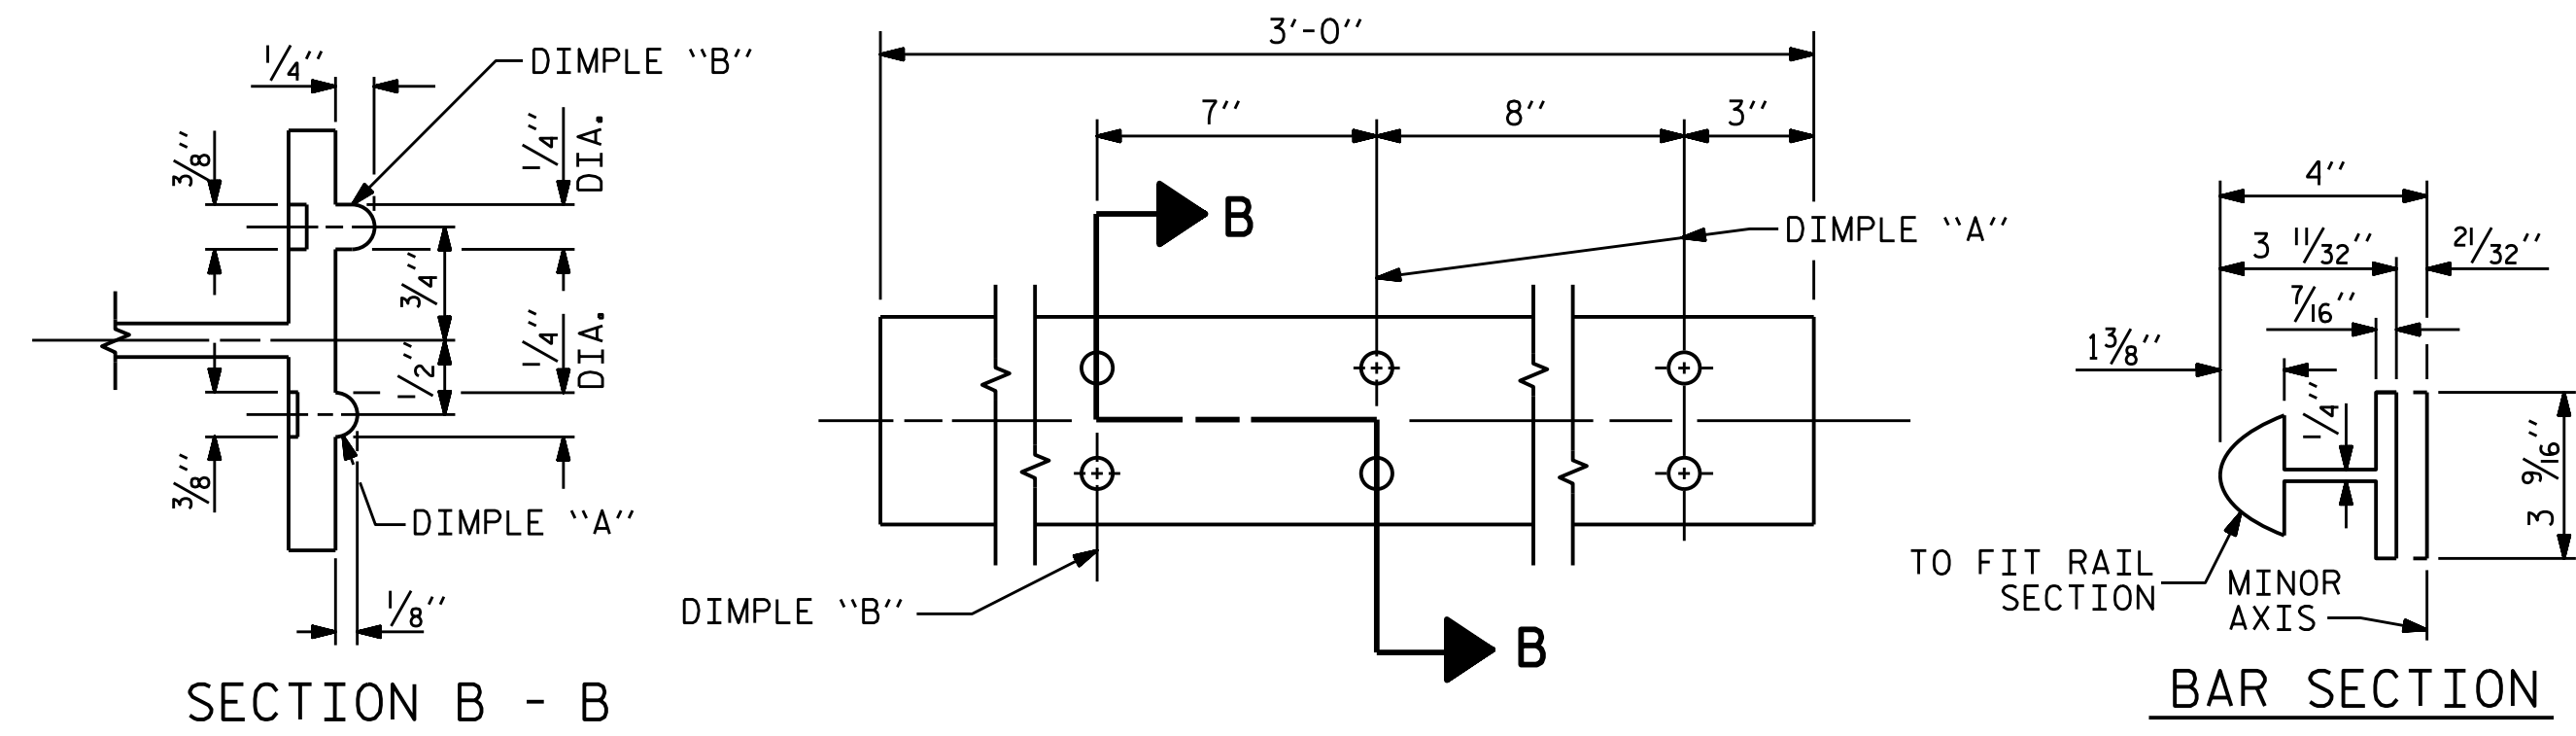 1/4"
DIMPLE "B"
3/8"
1/4"
DIA.
3/4"
1/2"
1/4"
DIA.
3/8"
DIMPLE "A"
1/8"
SECTION B - B
3'-0"
7"
8"
3"
B
DIMPLE "A"
DIMPLE "B"
B
4"
3 11/32"
21/32"
7/16"
1 3/8"
1/4"
3 9/16"
TO FIT RAIL
SECTION
MINOR
AXIS
BAR SECTION